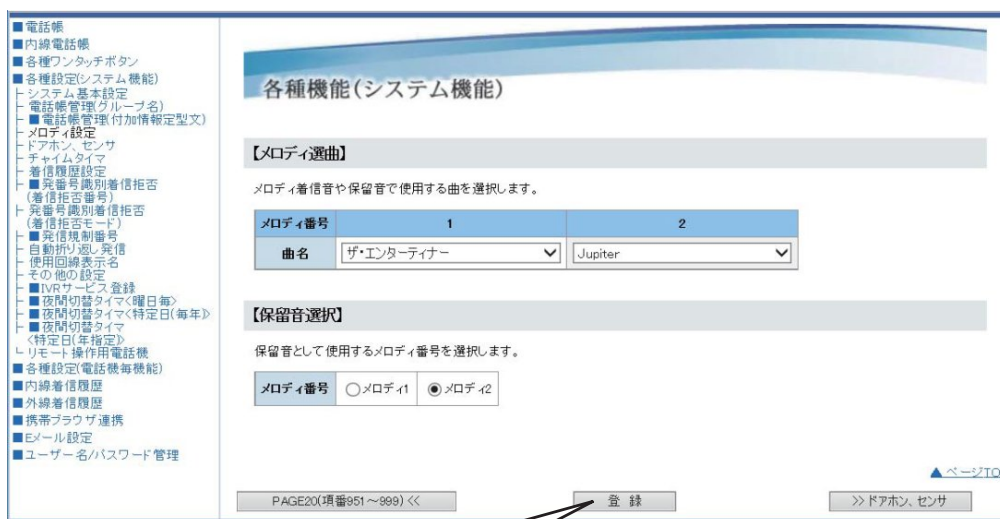 ■電話帳
■内線電話帳
■各種ワンタッチボタン
■各種設定(システム機能)
├システム基本設定
├ 電話帳管理(グループ名)
├ ■電話帳管理(付加情報定型文)
├ メロディ設定
├ドアホン、センサ
├ チャイムタイマ
├ 着信履歴設定
├ ■発番号識別着信拒否
(着信拒否番号)
├ 発番号識別着信拒否
(着信拒否モード)
├ ■発信規制番号
├ 自動折り返し発信
├ 使用回線表示名
├ その他の設定
├ ■IVRサービス登録
├ ■夜間切替タイマ<曜日毎>
├ ■夜間切替タイマ<特定日(毎年)>
├ ■夜間切替タイマ
<特定日(年指定)>
└ リモート操作用電話機
■各種設定(電話機毎機能)
■内線着信履歴
■外線着信履歴
■携帯ブラウザ連携
■Eメール設定
■ユーザー名/パスワード管理
各種機能(システム機能)
【メロディ選曲】
メロディ着信音や保留音で使用する曲を選択します。
メロディ番号 1 2
曲名 ザ・エンターティナー Jupiter
【保留音選択】
保留音として使用するメロディ番号を選択します。
メロディ番号 ○メロディ1 ◉メロディ2
▲ ページTO
PAGE20(項番951～999) << 登 録 >> ドアホン、センサ